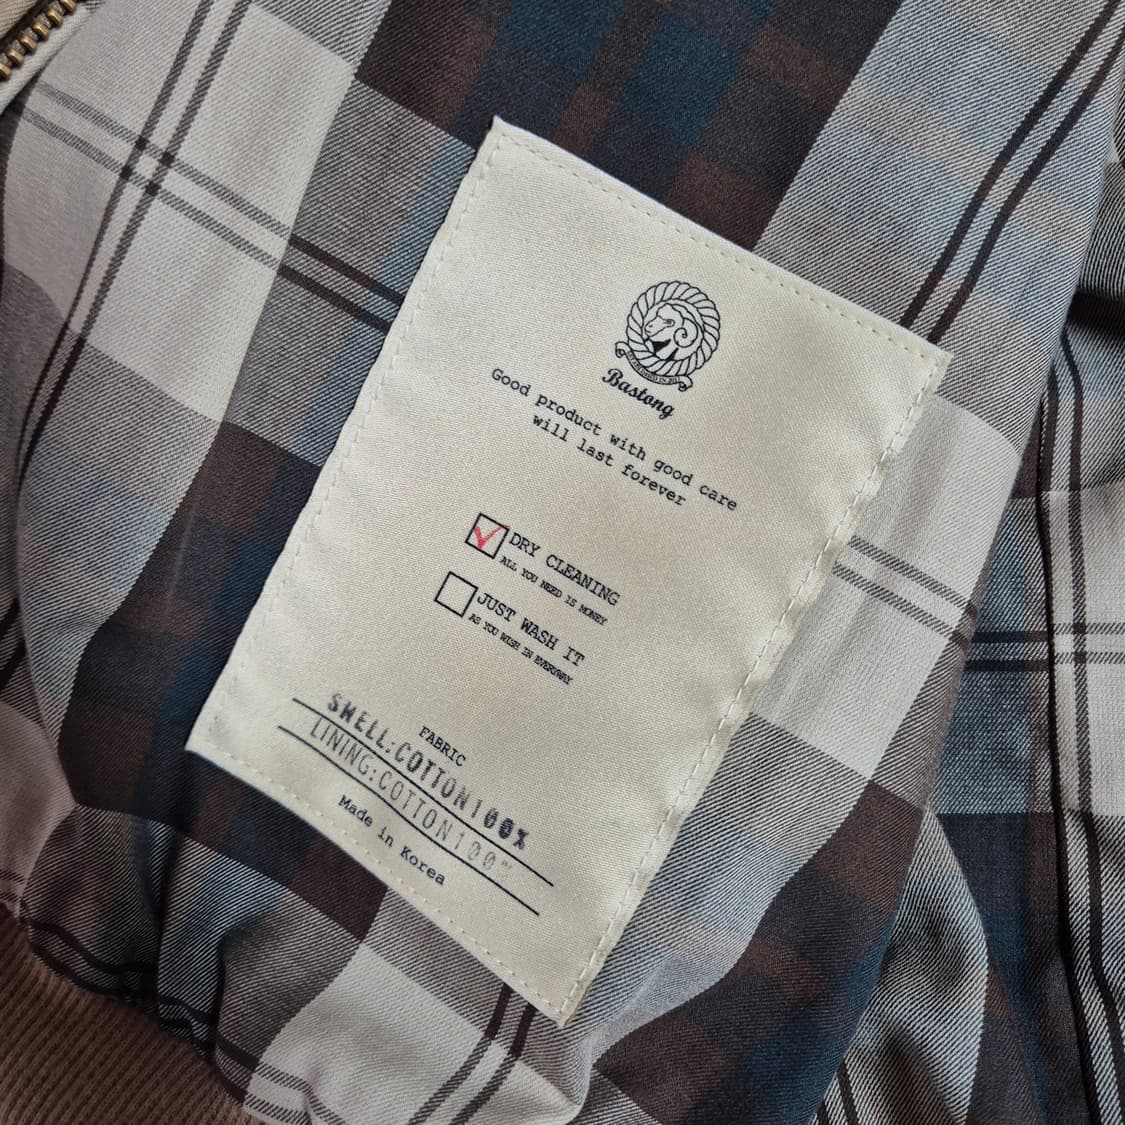 Bastong
Good product with good care
will last forever
DRY CLEANING
ALL YOU NEED IS MONEY
JUST WASH IT
AS YOU WISH IN EVERYWAY
FABRIC
SHELL:COTTON100%
LINING:COTTON100
Made in Korea